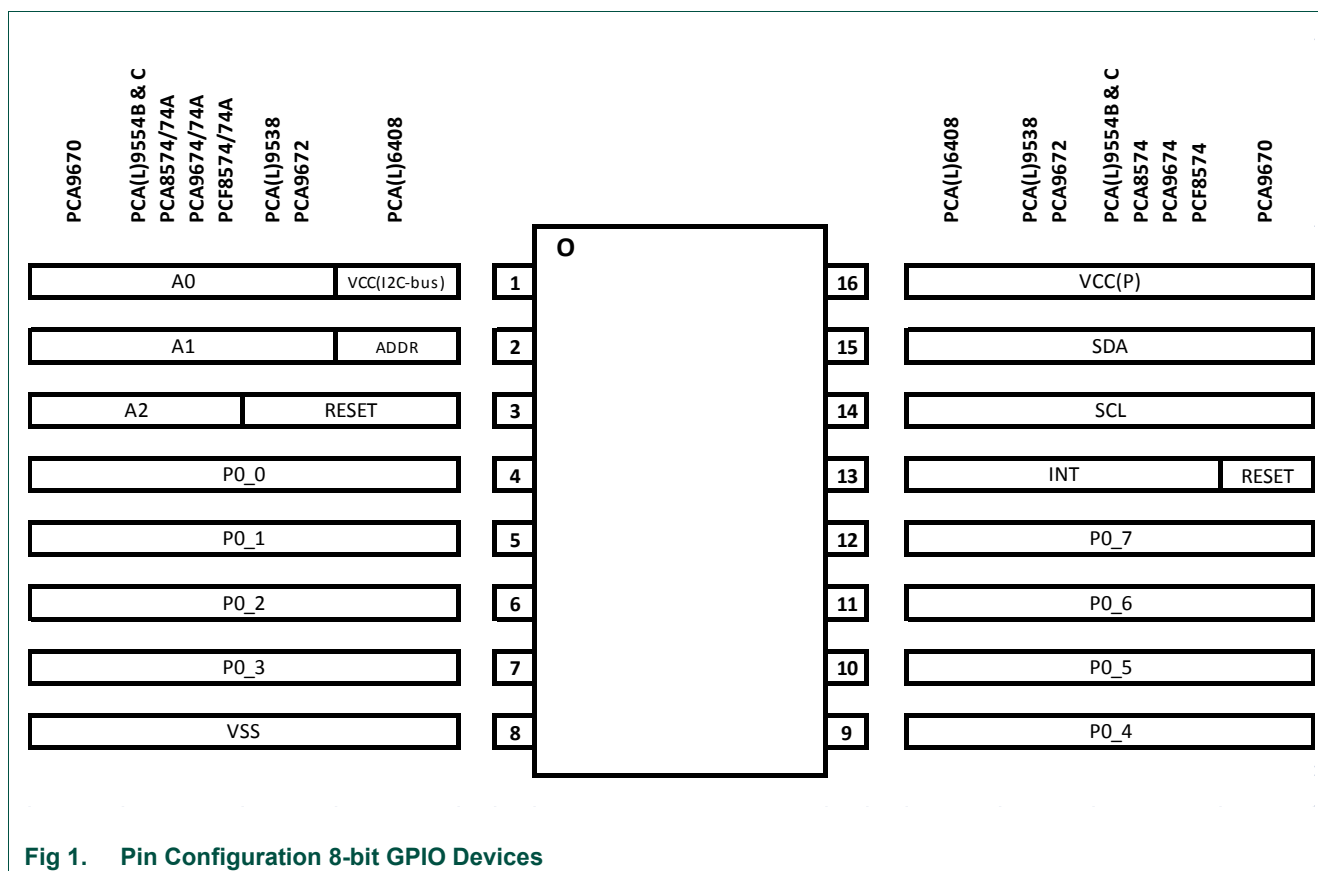 PCA9670
PCA(L)9554B & C
PCA8574/74A
PCA9674/74A
PCF8574/74A
PCA(L)9538
PCA9672
PCA(L)6408
PCA(L)6408
PCA(L)9538
PCA9672
PCA(L)9554B & C
PCA8574
PCA9674
PCF8574
PCA9670
O
A0 VCC(I2C-bus) 1 16 VCC(P)
A1 ADDR 2 15 SDA
A2 RESET 3 14 SCL
P0_0 4 13 INT RESET
P0_1 5 12 P0_7
P0_2 6 11 P0_6
P0_3 7 10 P0_5
VSS 8 9 P0_4
Fig 1. Pin Configuration 8-bit GPIO Devices